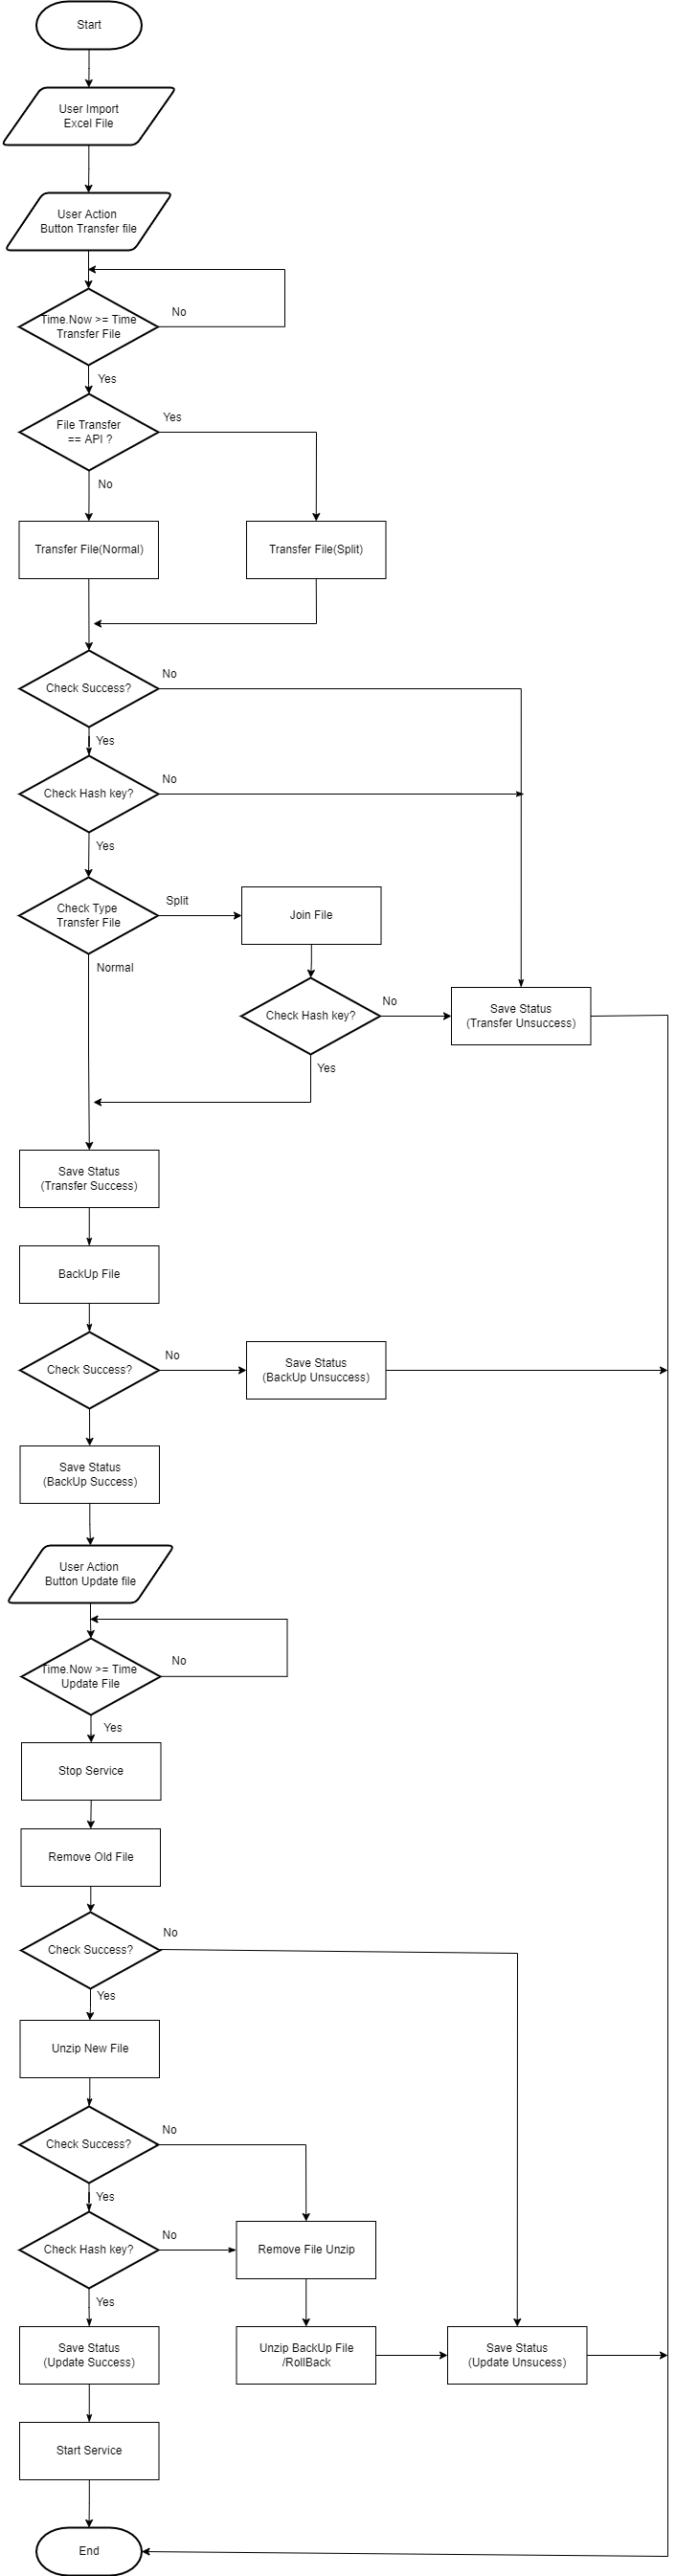 Start
User Import
Excel File
User Action
Button Transfer file
Time.Now >= Time
Transfer File
No
Yes
File Transfer
== API ?
Yes
No
Transfer File(Normal)
Transfer File(Split)
Check Success?
No
Yes
Check Hash key?
No
Yes
Check Type
Transfer File
Split
Join File
Normal
Check Hash key?
No
Save Status
(Transfer Unsuccess)
Yes
Save Status
(Transfer Success)
BackUp File
Check Success?
No
Save Status
(BackUp Unsuccess)
Save Status
(BackUp Success)
User Action
Button Update file
Time.Now >= Time
Update File
No
Yes
Stop Service
Remove Old File
Check Success?
No
Yes
Unzip New File
Check Success?
No
Yes
Check Hash key?
No
Remove File Unzip
Yes
Save Status
(Update Success)
Unzip BackUp File
/RollBack
Save Status
(Update Unsucess)
Start Service
End